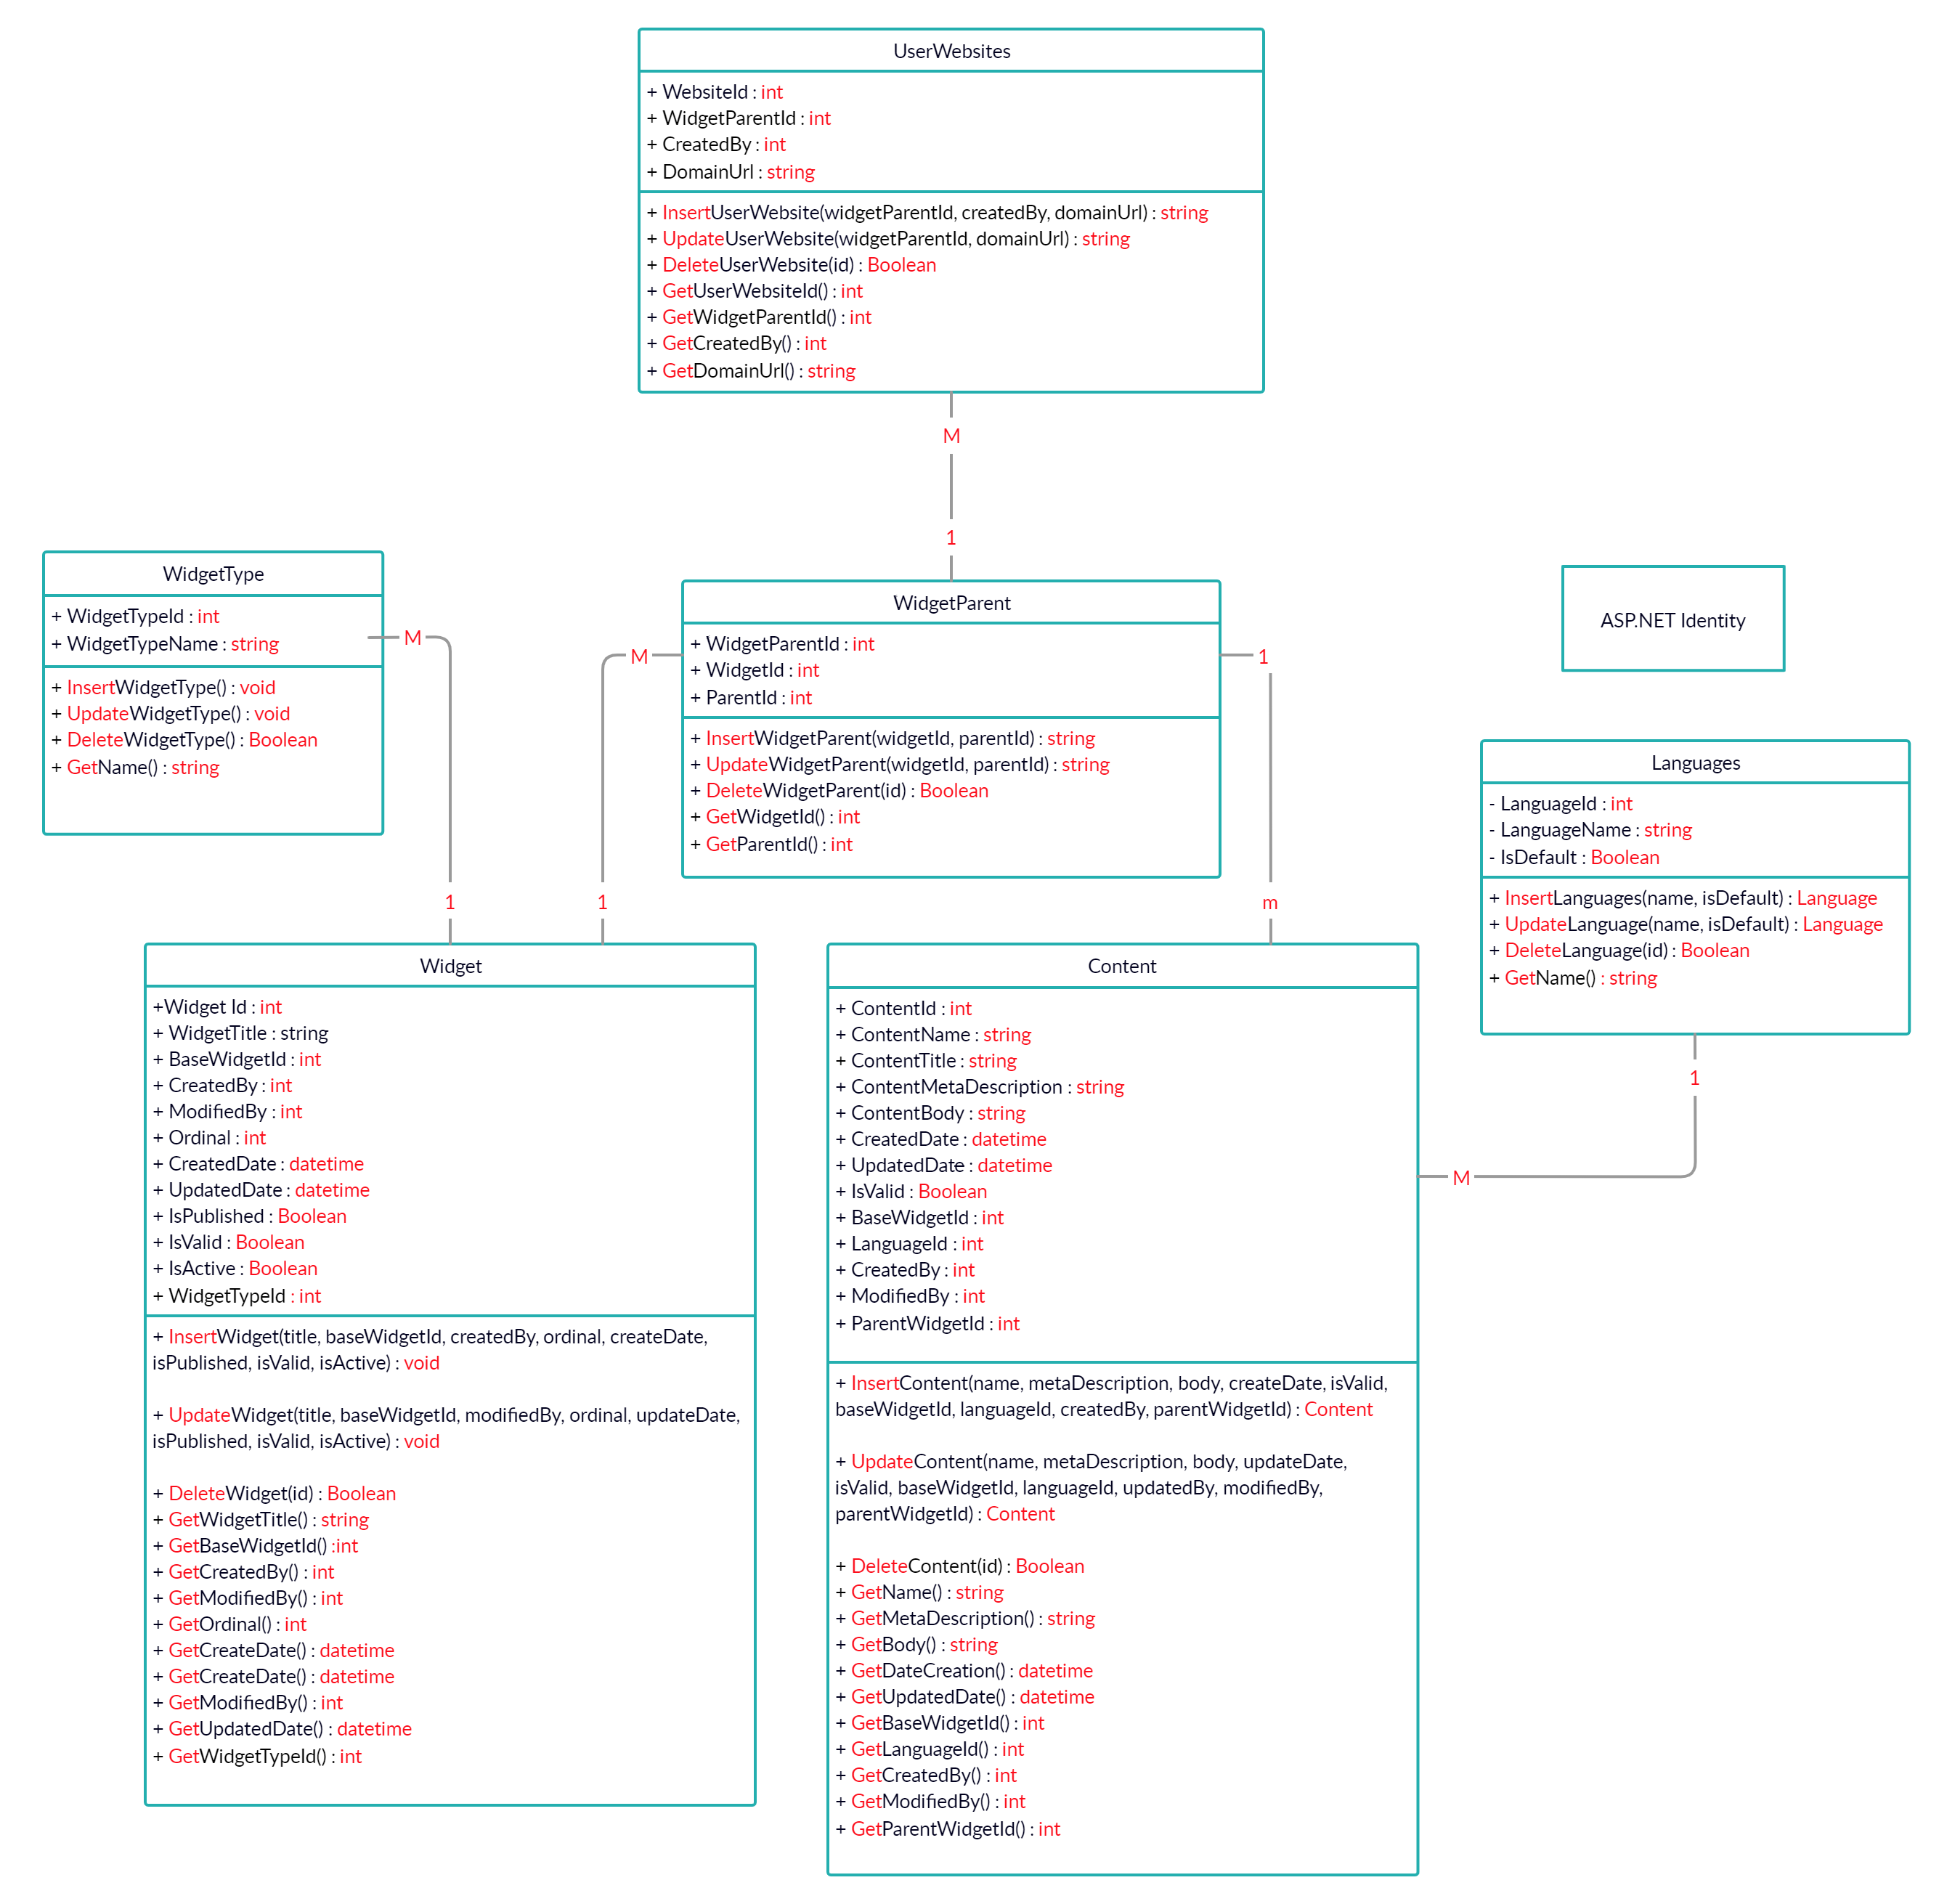 UserWebsites
+ WebsiteId : int
+ WidgetParentId : int
+ CreatedBy : int
+ DomainUrl : string
+ InsertUserWebsite(widgetParentId, createdBy, domainUrl) : string
+ UpdateUserWebsite(widgetParentId, domainUrl) : string
+ DeleteUserWebsite(id) : Boolean
+ GetUserWebsiteId() : int
+ GetWidgetParentId() : int
+ GetCreatedBy() : int
+ GetDomainUrl() : string
M
1
WidgetType
+ WidgetTypeId : int
+ WidgetTypeName : string
+ InsertWidgetType() : void
+ UpdateWidgetType() : void
+ DeleteWidgetType() : Boolean
+ GetName() : string
M
1
WidgetParent
+ WidgetParentId : int
+ WidgetId : int
+ ParentId : int
+ InsertWidgetParent(widgetId, parentId) : string
+ UpdateWidgetParent(widgetId, parentId) : string
+ DeleteWidgetParent(id) : Boolean
+ GetWidgetId() : int
+ GetParentId() : int
M
1
1
m
ASP.NET Identity
Languages
- LanguageId : int
- LanguageName : string
- IsDefault : Boolean
+ InsertLanguages(name, isDefault) : Language
+ UpdateLanguage(name, isDefault) : Language
+ DeleteLanguage(id) : Boolean
+ GetName() : string
1
M
Widget
+Widget Id : int
+ WidgetTitle : string
+ BaseWidgetId : int
+ CreatedBy : int
+ ModifiedBy : int
+ Ordinal : int
+ CreatedDate : datetime
+ UpdatedDate : datetime
+ IsPublished : Boolean
+ IsValid : Boolean
+ IsActive : Boolean
+ WidgetTypeId : int
+ InsertWidget(title, baseWidgetId, createdBy, ordinal, createDate,
isPublished, isValid, isActive) : void
+ UpdateWidget(title, baseWidgetId, modifiedBy, ordinal, updateDate,
isPublished, isValid, isActive) : void
+ DeleteWidget(id) : Boolean
+ GetWidgetTitle() : string
+ GetBaseWidgetId() :int
+ GetCreatedBy() : int
+ GetModifiedBy() : int
+ GetOrdinal() : int
+ GetCreateDate() : datetime
+ GetCreateDate() : datetime
+ GetModifiedBy() : int
+ GetUpdatedDate() : datetime
+ GetWidgetTypeId() : int
Content
+ ContentId : int
+ ContentName : string
+ ContentTitle : string
+ ContentMetaDescription : string
+ ContentBody : string
+ CreatedDate : datetime
+ UpdatedDate : datetime
+ IsValid : Boolean
+ BaseWidgetId : int
+ LanguageId : int
+ CreatedBy : int
+ ModifiedBy : int
+ ParentWidgetId : int
+ InsertContent(name, metaDescription, body, createDate, isValid,
baseWidgetId, languageId, createdBy, parentWidgetId) : Content
+ UpdateContent(name, metaDescription, body, updateDate,
isValid, baseWidgetId, languageId, updatedBy, modifiedBy,
parentWidgetId) : Content
+ DeleteContent(id) : Boolean
+ GetName() : string
+ GetMetaDescription() : string
+ GetBody() : string
+ GetDateCreation() : datetime
+ GetUpdatedDate() : datetime
+ GetBaseWidgetId() : int
+ GetLanguageId() : int
+ GetCreatedBy() : int
+ GetModifiedBy() : int
+ GetParentWidgetId() : int